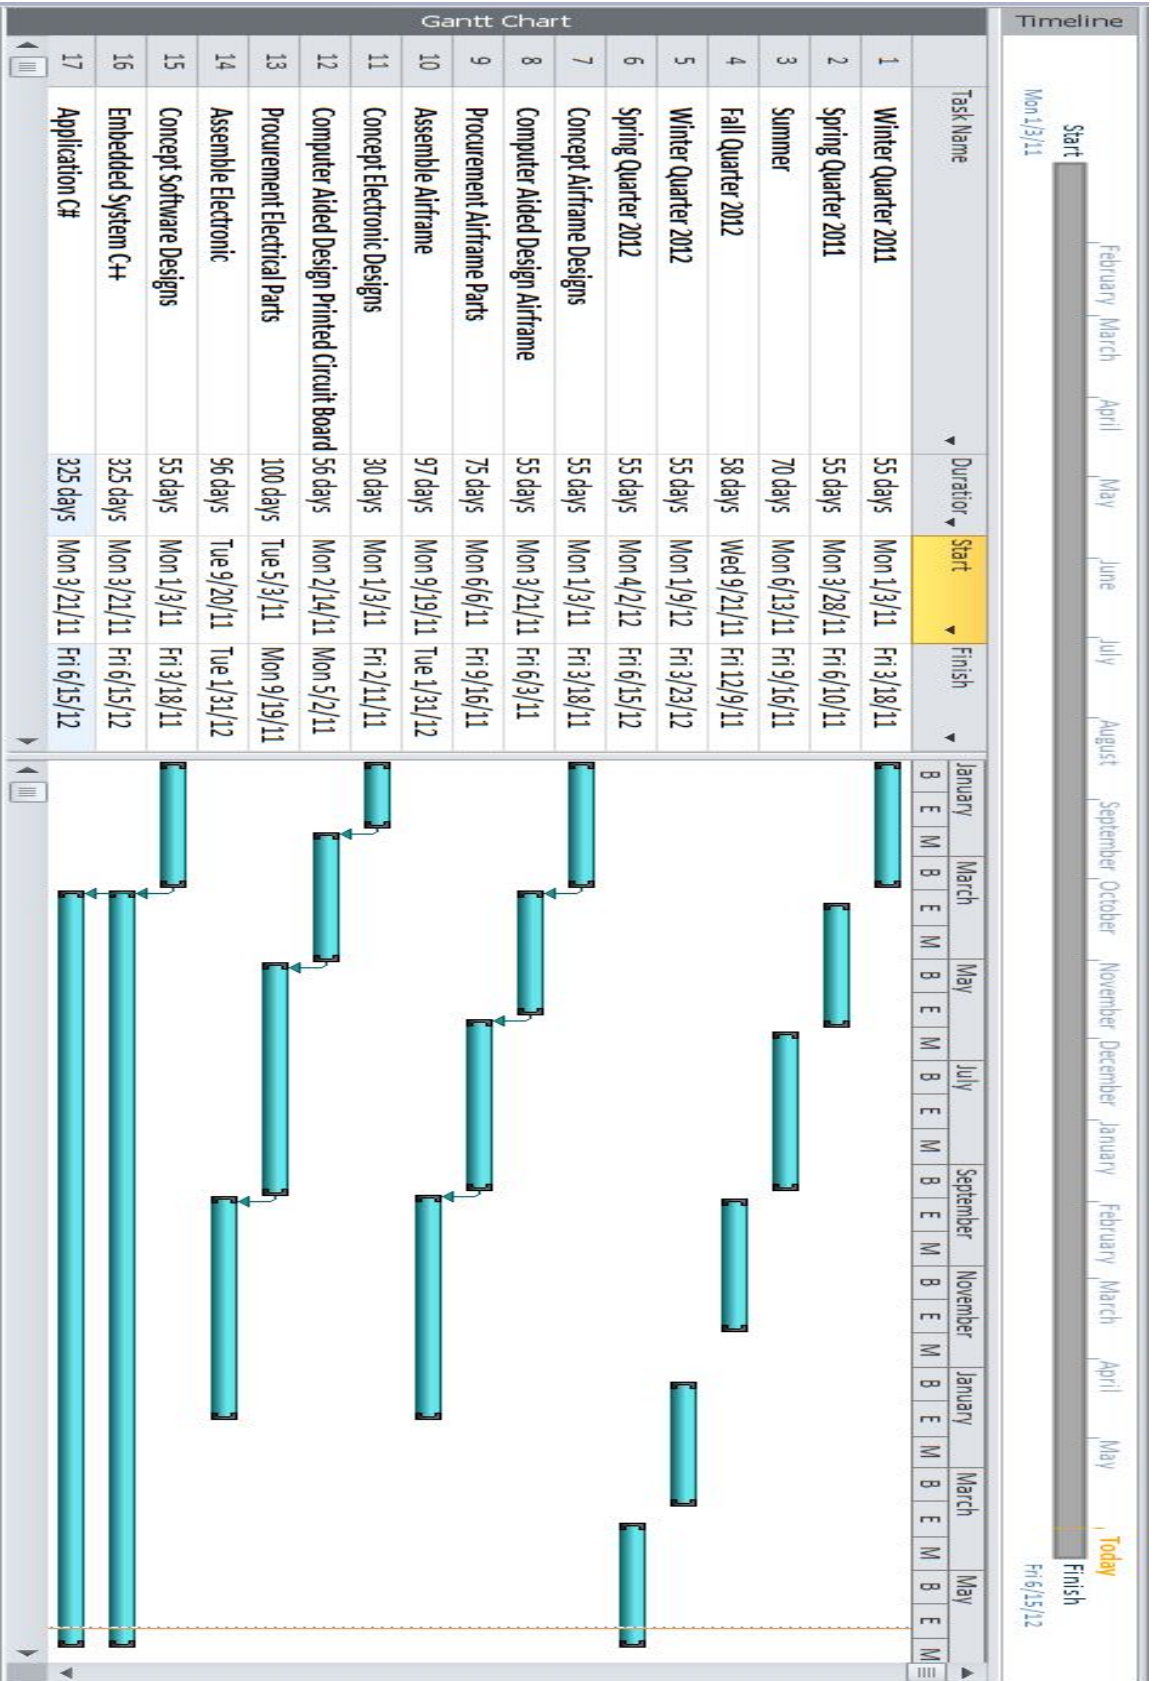 Timeline
February March April May June July August September October November December January February March April May Today
Start
Finish
Mon 1/3/11
Fri 6/15/12
Gantt Chart
Task Name Duratior Start Finish
January March May July September November January March May
B E M B E M B E M B E M B E M B E M B E M B E M B E M
1 Winter Quarter 2011 55 days Mon 1/3/11 Fri 3/18/11
2 Spring Quarter 2011 55 days Mon 3/28/11 Fri 6/10/11
3 Summer 70 days Mon 6/13/11 Fri 9/16/11
4 Fall Quarter 2012 58 days Wed 9/21/11 Fri 12/9/11
5 Winter Quarter 2012 55 days Mon 1/9/12 Fri 3/23/12
6 Spring Quarter 2012 55 days Mon 4/2/12 Fri 6/15/12
7 Concept Airframe Designs 55 days Mon 1/3/11 Fri 3/18/11
8 Computer Aided Design Airframe 55 days Mon 3/21/11 Fri 6/3/11
9 Procurement Airframe Parts 75 days Mon 6/6/11 Fri 9/16/11
10 Assemble Airframe 97 days Mon 9/19/11 Tue 1/31/12
11 Concept Electronic Designs 30 days Mon 1/3/11 Fri 2/11/11
12 Computer Aided Design Printed Circuit Board 56 days Mon 2/14/11 Mon 5/2/11
13 Procurement Electrical Parts 100 days Tue 5/3/11 Mon 9/19/11
14 Assemble Electronic 96 days Tue 9/20/11 Tue 1/31/12
15 Concept Software Designs 55 days Mon 1/3/11 Fri 3/18/11
16 Embedded System C++ 325 days Mon 3/21/11 Fri 6/15/12
17 Application C# 325 days Mon 3/21/11 Fri 6/15/12